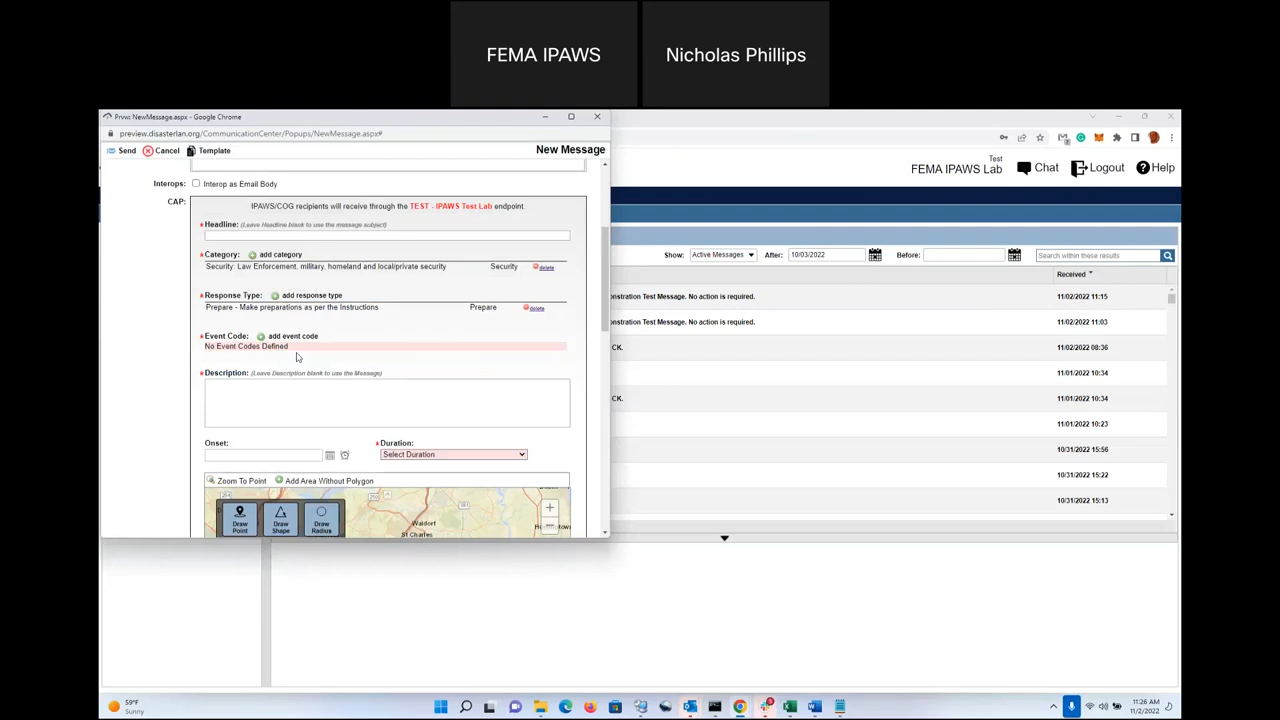 FEMA IPAWS
Nicholas Phillips
Prvw: NewMessage.aspx - Google Chrome
preview.disasterlan.org/CommunicationCenter/Popups/NewMessage.aspx#
Send Cancel Template New Message
Interops: Interop as Email Body
CAP:
IPAWS/COG recipients will receive through the TEST - IPAWS Test Lab endpoint.
* Headline: (Leave Headline blank to use the message subject)
* Category: add category
Security. Law Enforcement, military, homeland and local/private security Security delete
* Response Type: add response type
Prepare - Make preparations as per the Instructions Prepare delete
* Event Code: add event code
No Event Codes Defined
* Description: (Leave Description blank to use the Message)
Onset: * Duration:
Select Duration
Zoom To Point Add Area Without Polygon
Draw Point
Draw Shape
Draw Radius
Waldorf
St Charles
Test
FEMA IPAWS Lab Chat Logout Help
Show: Active Messages After: 10/03/2022 Before: Search within these results
Received
nonstration Test Message. No action is required. 11/02/2022 11:15
nonstration Test Message. No action is required. 11/02/2022 11:03
CK. 11/02/2022 08:36
11/01/2022 10:34
CK. 11/01/2022 10:34
11/01/2022 10:23
10/31/2022 15:56
10/31/2022 15:22
10/31/2022 15:13
59°F
Sunny
11:26 AM
11/2/2022